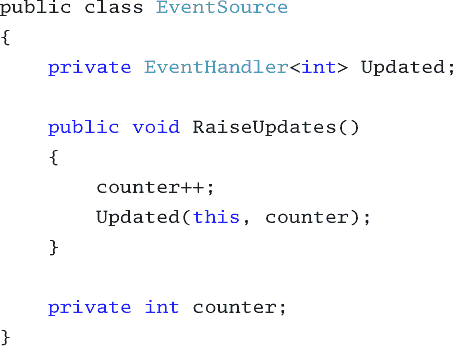 public class EventSource
{
    private EventHandler<int> Updated;

    public void RaiseUpdates()
    {
        counter++;
        Updated(this, counter);
    }

    private int counter;
}